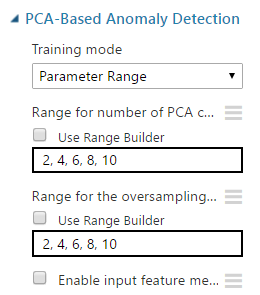 PCA-Based Anomaly Detection
Training mode
Parameter Range
Range for number of PCA c...
Use Range Builder
2, 4, 6, 8, 10
Range for the oversampling...
Use Range Builder
2, 4, 6, 8, 10
Enable input feature me...